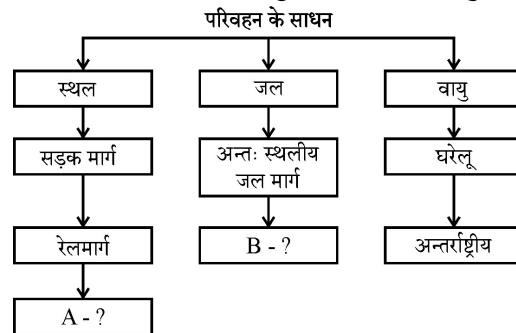 परिवहन के साधन
स्थल
जल
वायु
सड़क मार्ग
अन्तः स्थलीय
जल मार्ग
घरेलू
रेलमार्ग
B - ?
अन्तर्राष्ट्रीय
A - ?